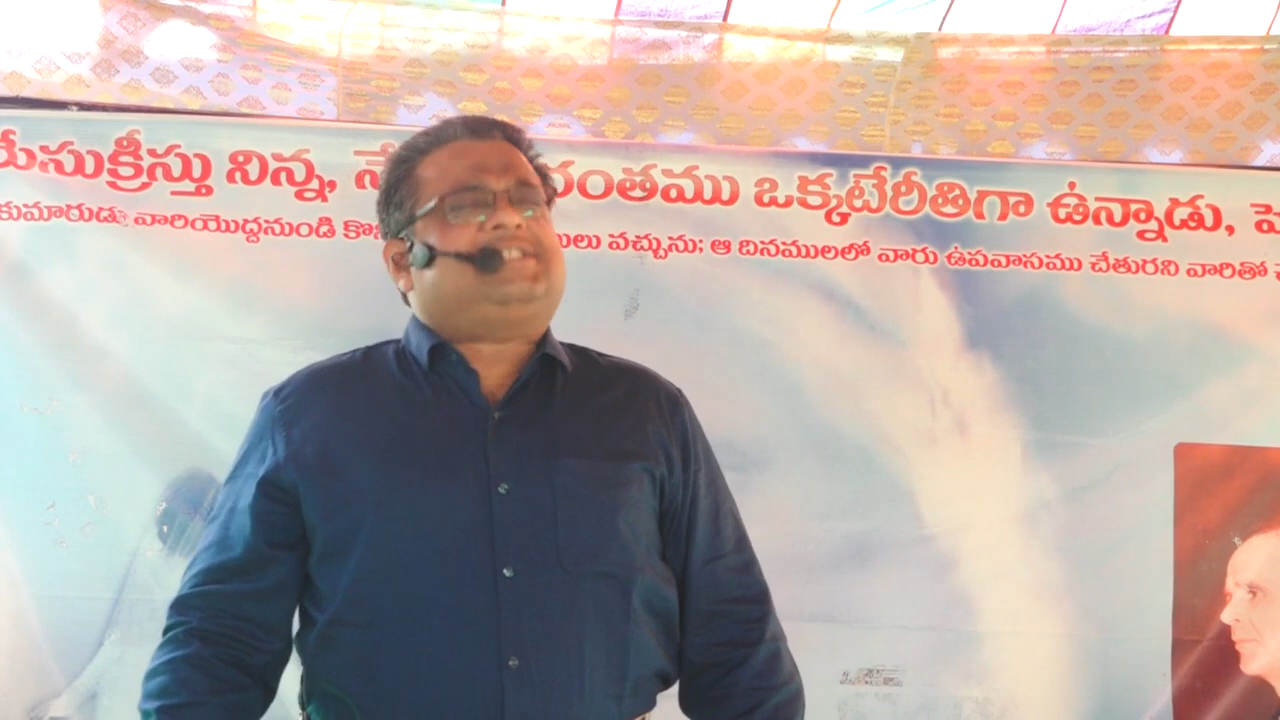 యేసుక్రీస్తు నిన్న, రంతము ఒక్కటేరీతిగా ఉన్నాడు,
కుమారుడు వారియొద్దనుండి వచ్చును; ఆ దినములలో వారు ఉపవాసము చేతురని వారితో